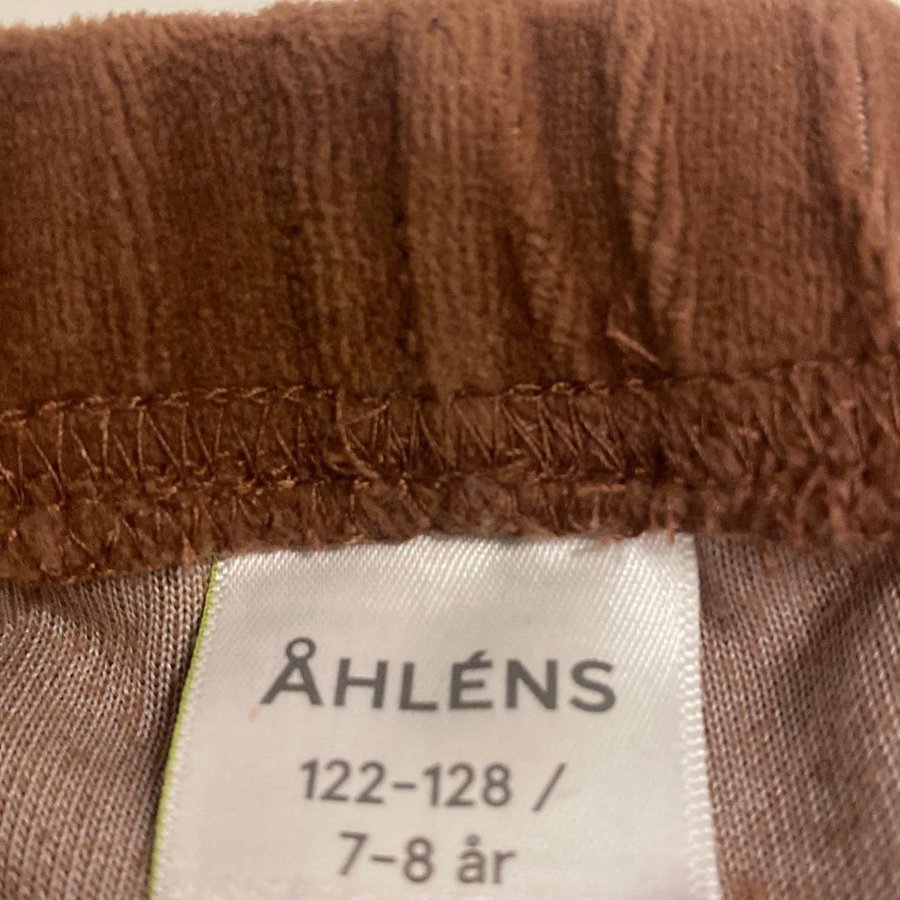 ÅHLÉNS
122-128 /
7-8 år